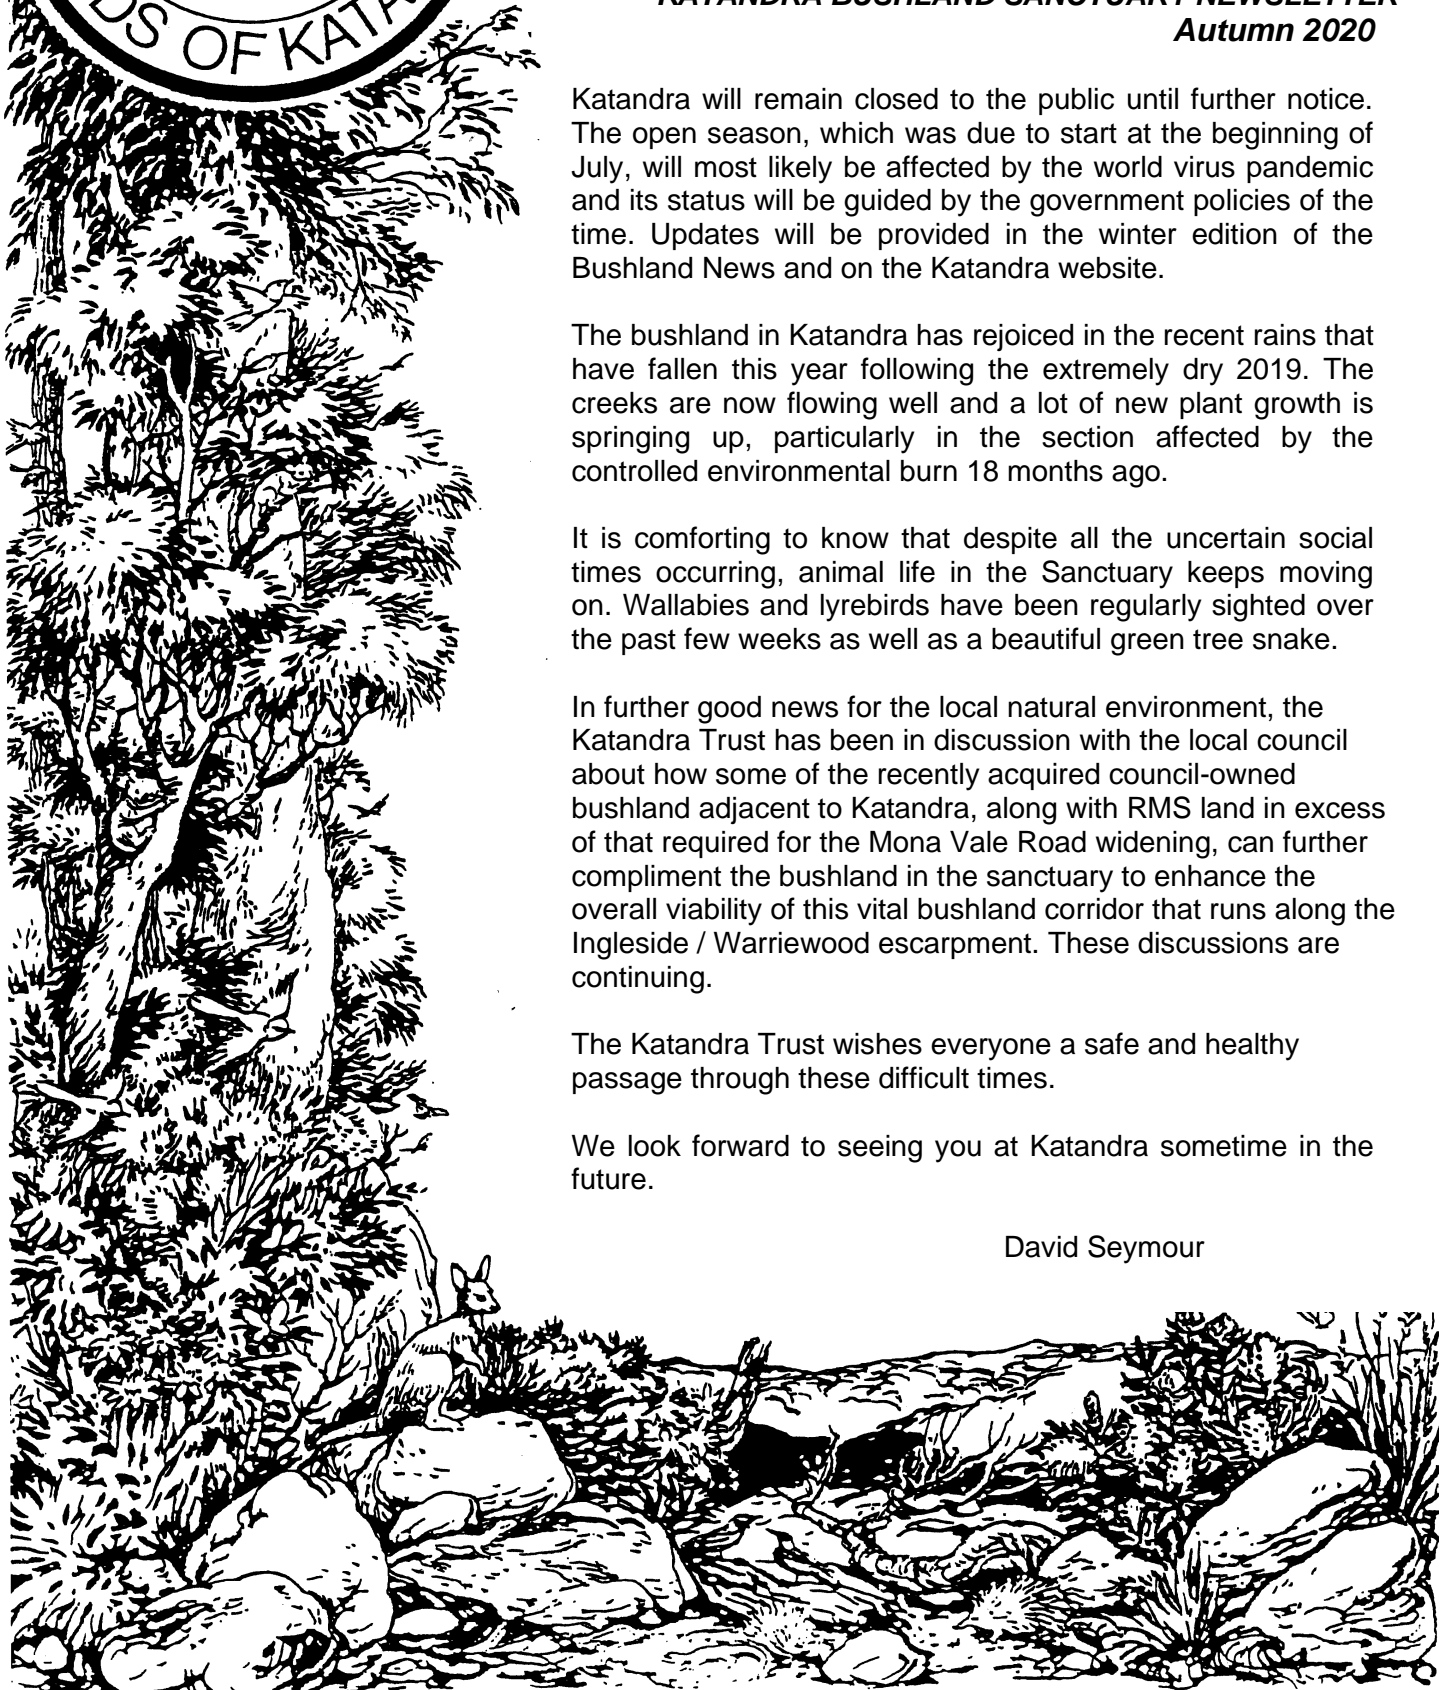 DS OF KATA
KATANDRA BUSHLAND SANCTUARY NEWSLETTER
Autumn 2020
Katandra will remain closed to the public until further notice.
The open season, which was due to start at the beginning of
July, will most likely be affected by the world virus pandemic
and its status will be guided by the government policies of the
time. Updates will be provided in the winter edition of the
Bushland News and on the Katandra website.
The bushland in Katandra has rejoiced in the recent rains that
have fallen this year following the extremely dry 2019. The
creeks are now flowing well and a lot of new plant growth is
springing up, particularly in the section affected by the
controlled environmental burn 18 months ago.
It is comforting to know that despite all the uncertain social
times occurring, animal life in the Sanctuary keeps moving
on. Wallabies and lyrebirds have been regularly sighted over
the past few weeks as well as a beautiful green tree snake.
In further good news for the local natural environment, the
Katandra Trust has been in discussion with the local council
about how some of the recently acquired council-owned
bushland adjacent to Katandra, along with RMS land in excess
of that required for the Mona Vale Road widening, can further
compliment the bushland in the sanctuary to enhance the
overall viability of this vital bushland corridor that runs along the
Ingleside / Warriewood escarpment. These discussions are
continuing.
The Katandra Trust wishes everyone a safe and healthy
passage through these difficult times.
We look forward to seeing you at Katandra sometime in the
future.
David Seymour